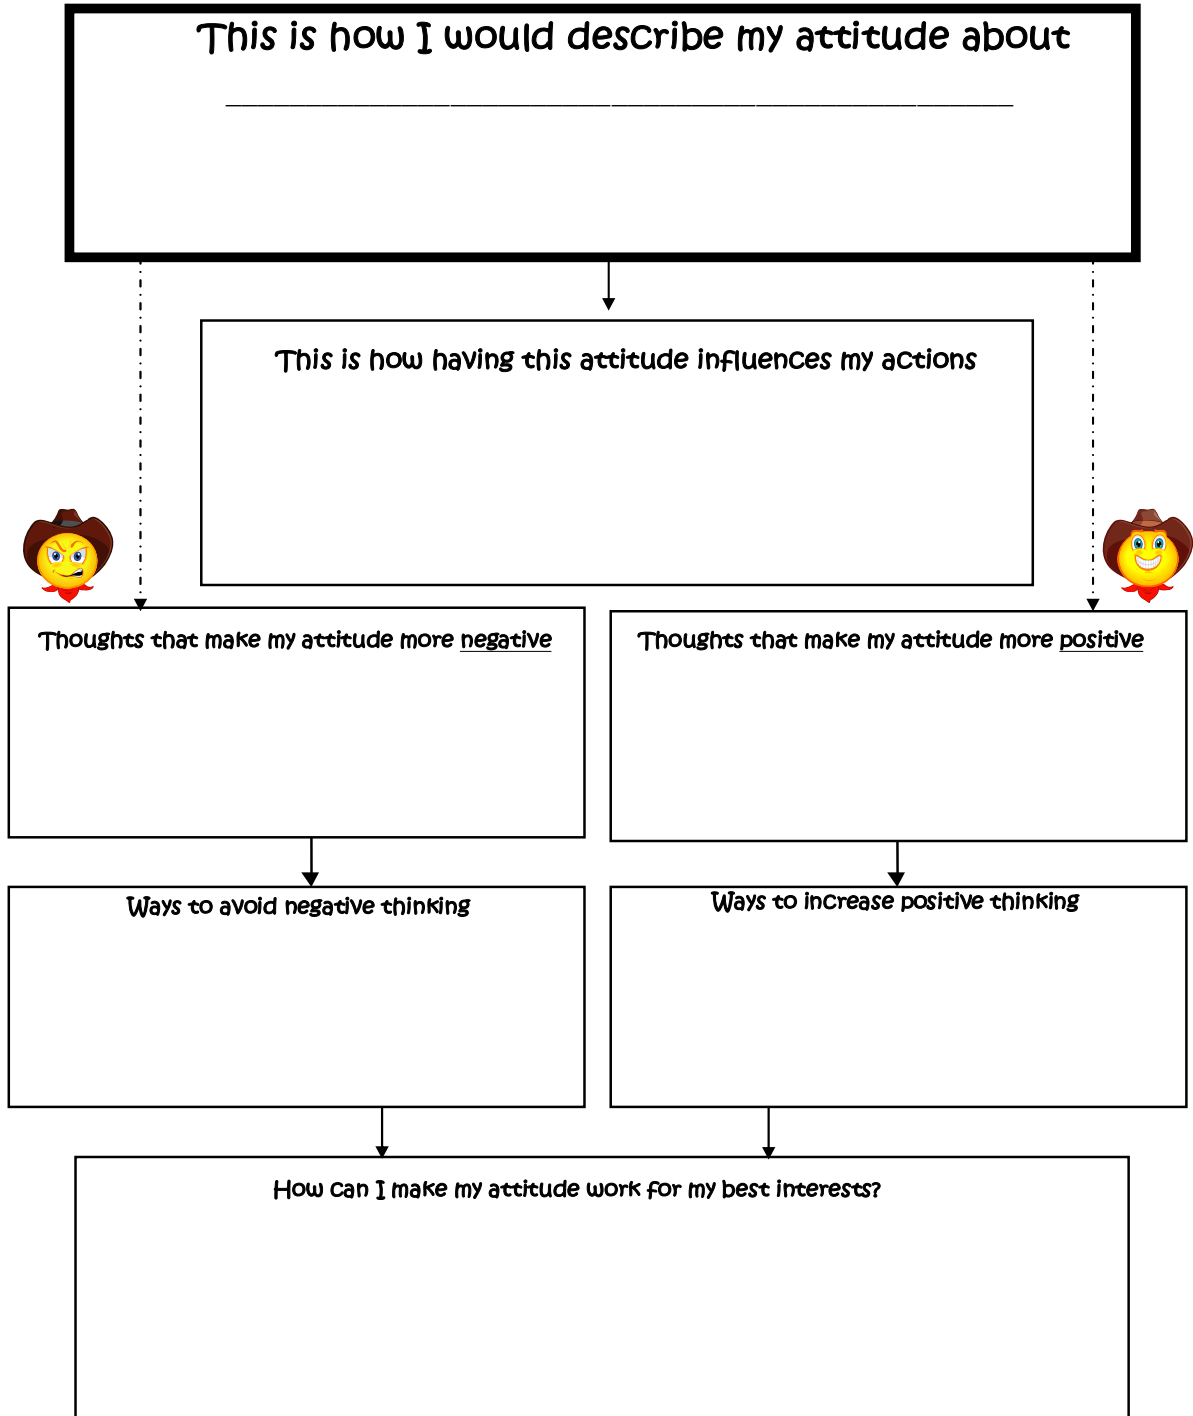 This is how I would describe my attitude about
_________________________________________________
This is how having this attitude influences my actions
Thoughts that make my attitude more negative
Thoughts that make my attitude more positive
Ways to avoid negative thinking
Ways to increase positive thinking
How can I make my attitude work for my best interests?